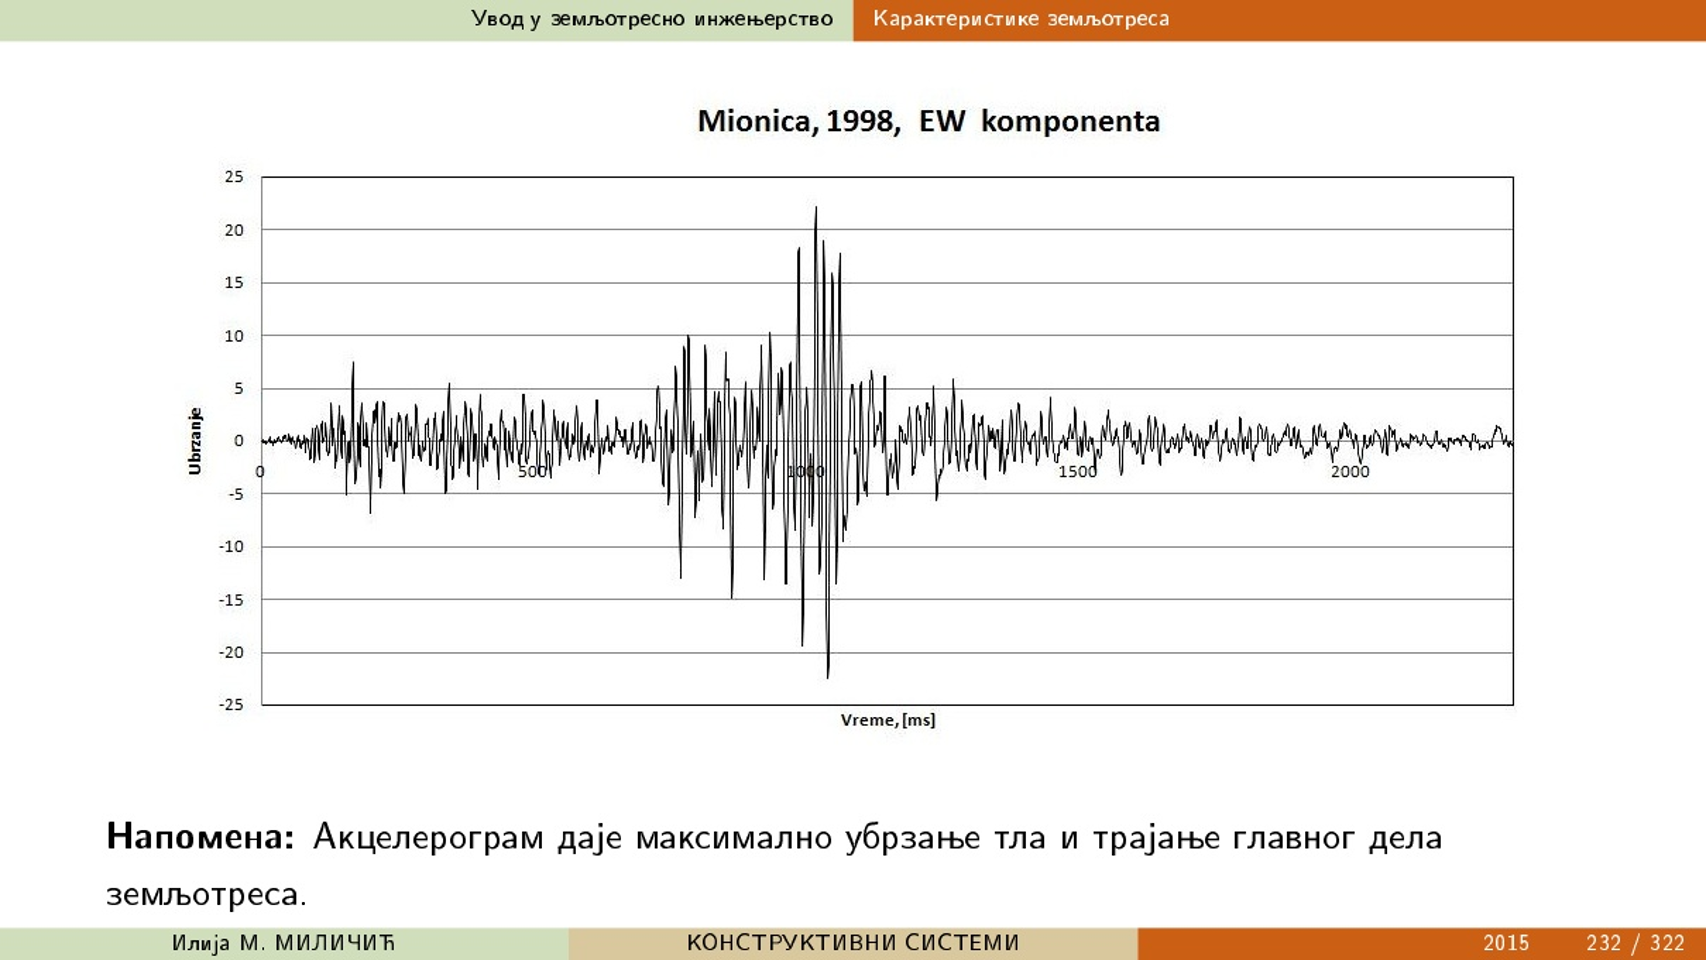 Увод у земљотресно инжењерство
Карактеристике земљотреса
Mionica, 1998, EW komponenta
25
20
15
10
5
0
-5
-10
-15
-20
-25
Ubrzanje
0 500 1000 1500 2000
Vreme, [ms]
Напомена: Акцелерограм даје максимално убрзање тла и трајање главног дела
земљотреса.
Илија М. МИЛИЧИЋ
КОНСТРУКТИВНИ СИСТЕМИ
2015 232 / 322